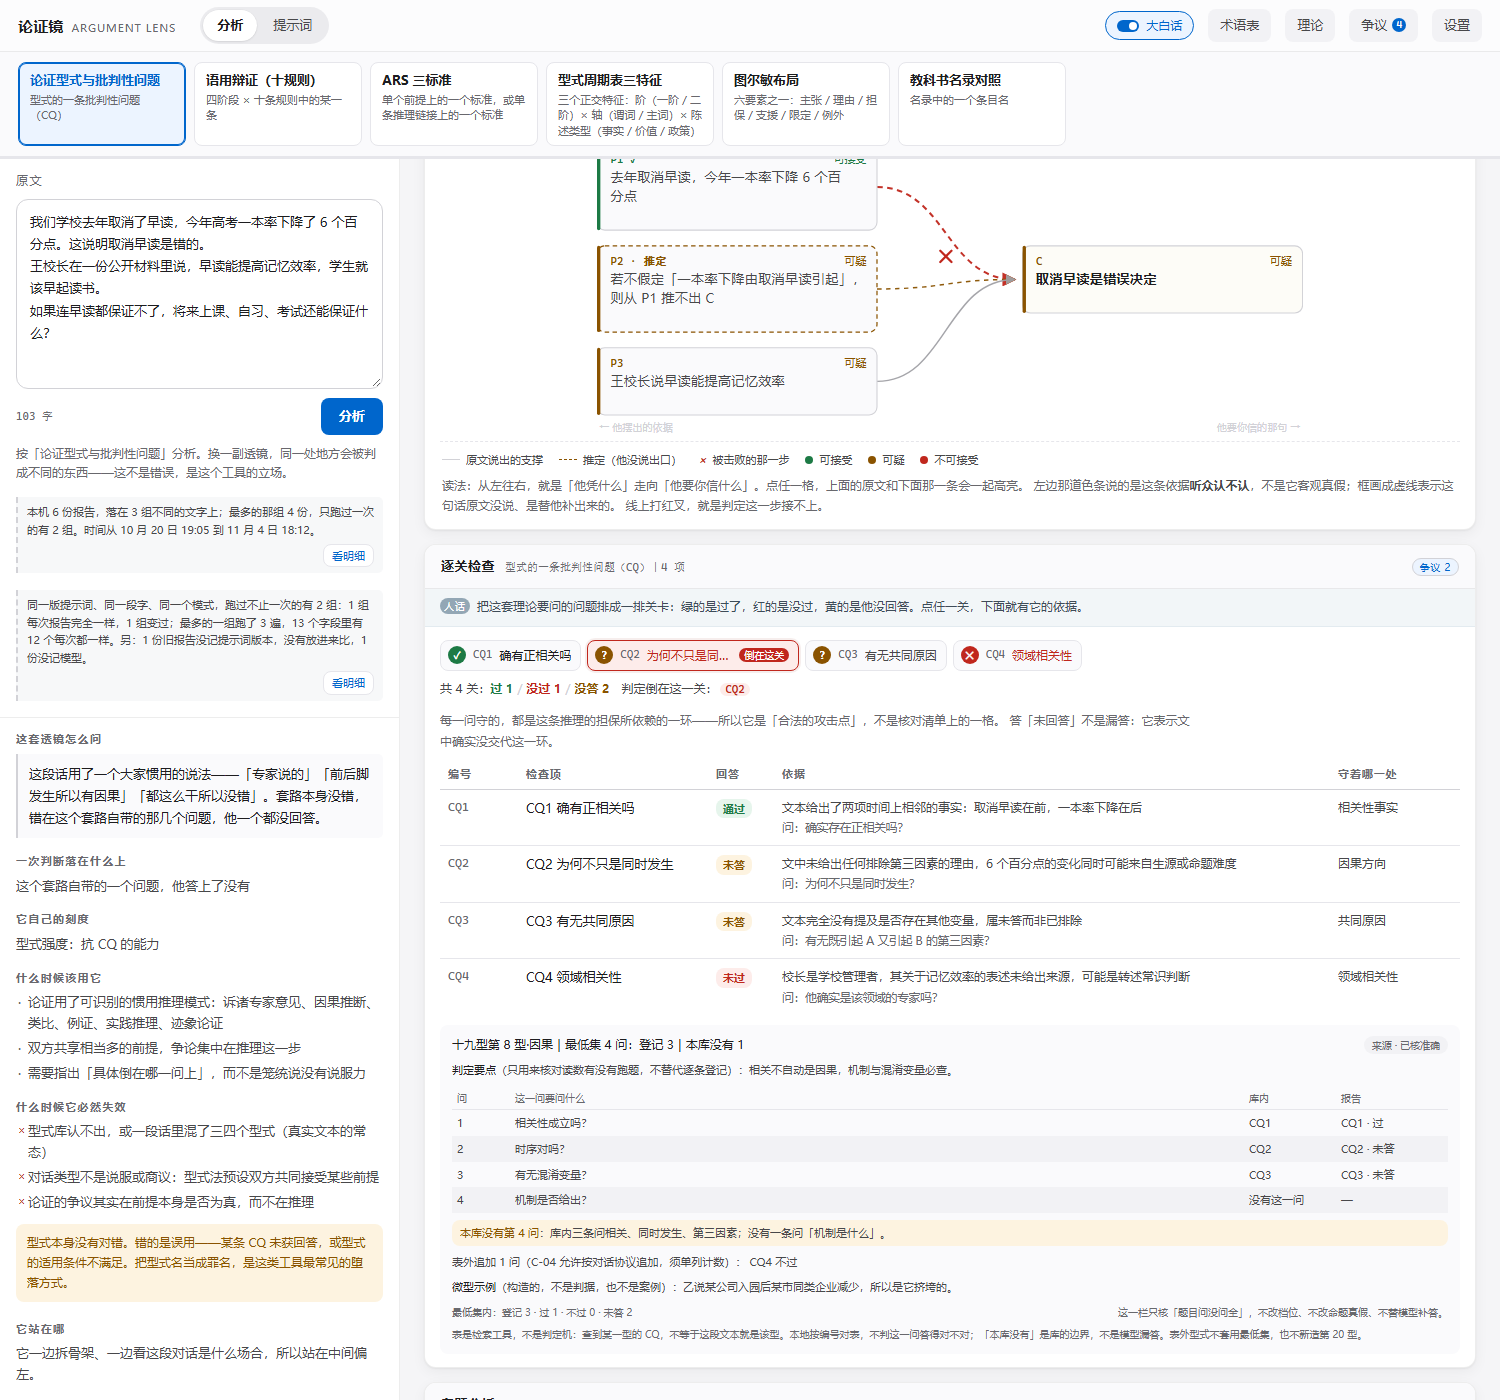 论证镜 ARGUMENT LENS 分析 提示词 大白话 术语表 理论 争议 4 设置
论证型式与批判性问题
型式的一条批判性问题
（CQ）
语用辩证（十规则）
四阶段 × 十条规则中的某一
条
ARS 三标准
单个前提上的一个标准，或单
条推理链接上的一个标准
型式周期表三特征
三个正交特征：阶（一阶 / 二
阶）× 轴（谓词 / 主词）× 陈
述类型（事实 / 价值 / 政策）
图尔敏布局
六要素之一：主张 / 理由 / 担
保 / 支援 / 限定 / 例外
教科书名录对照
名录中的一个条目名
原文
我们学校去年取消了早读，今年高考一本率下降了 6 个百
分点。这说明取消早读是错的。
王校长在一份公开材料里说，早读能提高记忆效率，学生就
该早起读书。
如果连早读都保证不了，将来上课、自习、考试还能保证什
么？
103 字 分析
按「论证型式与批判性问题」分析。换一副透镜，同一处地方会被判
成不同的东西——这不是错误，是这个工具的立场。
本机 6 份报告，落在 3 组不同的文字上；最多的那组 4 份，只跑过一次
的有 2 组。时间从 10 月 20 日 19:05 到 11 月 4 日 18:12。
看明细
同一版提示词、同一段字、同一个模式，跑过不止一次的有 2 组：1 组
每次报告完全一样，1 组变过；最多的一组跑了 3 遍，13 个字段里有
12 个每次都一样。另：1 份旧报告没记提示词版本，没有放进来比，1
份没记模型。
看明细
这套透镜怎么问
这段话用了一个大家惯用的说法——「专家说的」「前后脚
发生所以有因果」「都这么干所以没错」。套路本身没错，
错在这个套路自带的那几个问题，他一个都没回答。
一次判断落在什么上
这个套路自带的一个问题，他答上了没有
它自己的刻度
型式强度：抗 CQ 的能力
什么时候该用它
· 论证用了可识别的惯用推理模式：诉诸专家意见、因果推断、
类比、例证、实践推理、迹象论证
· 双方共享相当多的前提，争论集中在推理这一步
· 需要指出「具体倒在哪一问上」，而不是笼统说没有说服力
什么时候它必然失效
× 型式库认不出，或一段话里混了三四个型式（真实文本的常
态）
× 对话类型不是说服或商议：型式法预设双方共同接受某些前提
× 论证的争议其实在前提本身是否为真，而不在推理
型式本身没有对错。错的是误用——某条 CQ 未获回答，或型式
的适用条件不满足。把型式名当成罪名，是这类工具最常见的堕
落方式。
它站在哪
它一边拆骨架、一边看这段对话是什么场合，所以站在中间偏
左。
P1 ✓ 可接受
去年取消早读，今年一本率下降 6 个百
分点
P2 · 推定 可疑
若不假定「一本率下降由取消早读引起」，
则从 P1 推不出 C
P3 可疑
王校长说早读能提高记忆效率
C 可疑
取消早读是错误决定
← 他摆出的依据 他要你信的那句 →
原文说出的支撑 推定（他没说出口） × 被击败的那一步 可接受 可疑 不可接受
读法：从左往右，就是「他凭什么」走向「他要你信什么」。点任一格，上面的原文和下面那一条会一起高亮。 左边那道色条说的是这条依据听众认不认，不是它客观真假；框画成虚线表示这
句话原文没说、是替他补出来的。 线上打红叉，就是判定这一步接不上。
逐关检查 型式的一条批判性问题（CQ）| 4 项 争议 2
人话 把这套理论要问的问题排成一排关卡：绿的是过了，红的是没过，黄的是他没回答。点任一关，下面就有它的依据。
✓ CQ1 确有正相关吗 ? CQ2 为何不只是同… 倒在这关 ? CQ3 有无共同原因 ✕ CQ4 领域相关性
共 4 关：过 1 / 没过 1 / 没答 2 判定倒在这一关： CQ2
每一问守的，都是这条推理的担保所依赖的一环——所以它是「合法的攻击点」，不是核对清单上的一格。 答「未回答」不是漏答：它表示文
中确实没交代这一环。
编号 检查项 回答 依据 守着哪一处
CQ1 CQ1 确有正相关吗 通过 文本给出了两项时间上相邻的事实：取消早读在前，一本率下降在后 相关性事实
问：确实存在正相关吗？
CQ2 CQ2 为何不只是同时发生 未答 文中未给出任何排除第三因素的理由，6 个百分点的变化同时可能来自生源或命题难度 因果方向
问：为何不只是同时发生？
CQ3 CQ3 有无共同原因 未答 文本完全没有提及是否存在其他变量，属未答而非已排除 共同原因
问：有无既引起 A 又引起 B 的第三因素？
CQ4 CQ4 领域相关性 未过 校长是学校管理者，其关于记忆效率的表述未给出来源，可能是转述常识判断 领域相关性
问：他确实是该领域的专家吗？
十九型第 8 型·因果 | 最低集 4 问：登记 3 | 本库没有 1 来源 · 已核准确
判定要点（只用来核对读数有没有跑题，不替代逐条登记）：相关不自动是因果，机制与混淆变量必查。
问 这一问要问什么 库内 报告
1 相关性成立吗？ CQ1 CQ1 · 过
2 时序对吗？ CQ2 CQ2 · 未答
3 有无混淆变量？ CQ3 CQ3 · 未答
4 机制是否给出？ 没有这一问 —
本库没有第 4 问：库内三条问相关、同时发生、第三因素；没有一条问「机制是什么」。
表外追加 1 问（C-04 允许按对话协议追加，须单列计数）： CQ4 不过
微型示例（构造的，不是判据，也不是案例）：乙说某公司入园后某市同类企业减少，所以是它挤垮的。
最低集内：登记 3 · 过 1 · 不过 0 · 未答 2 这一栏只核「题目问没问全」，不改档位、不改命题真假、不替模型补答。
表是检索工具，不是判定机：查到某一型的 CQ，不等于这段文本就是该型。本地按编号对表，不判这一问答得对不对；「本库没有」是库的边界，不是模型漏答。表外型式不套用最低集，也不新造第 20 型。